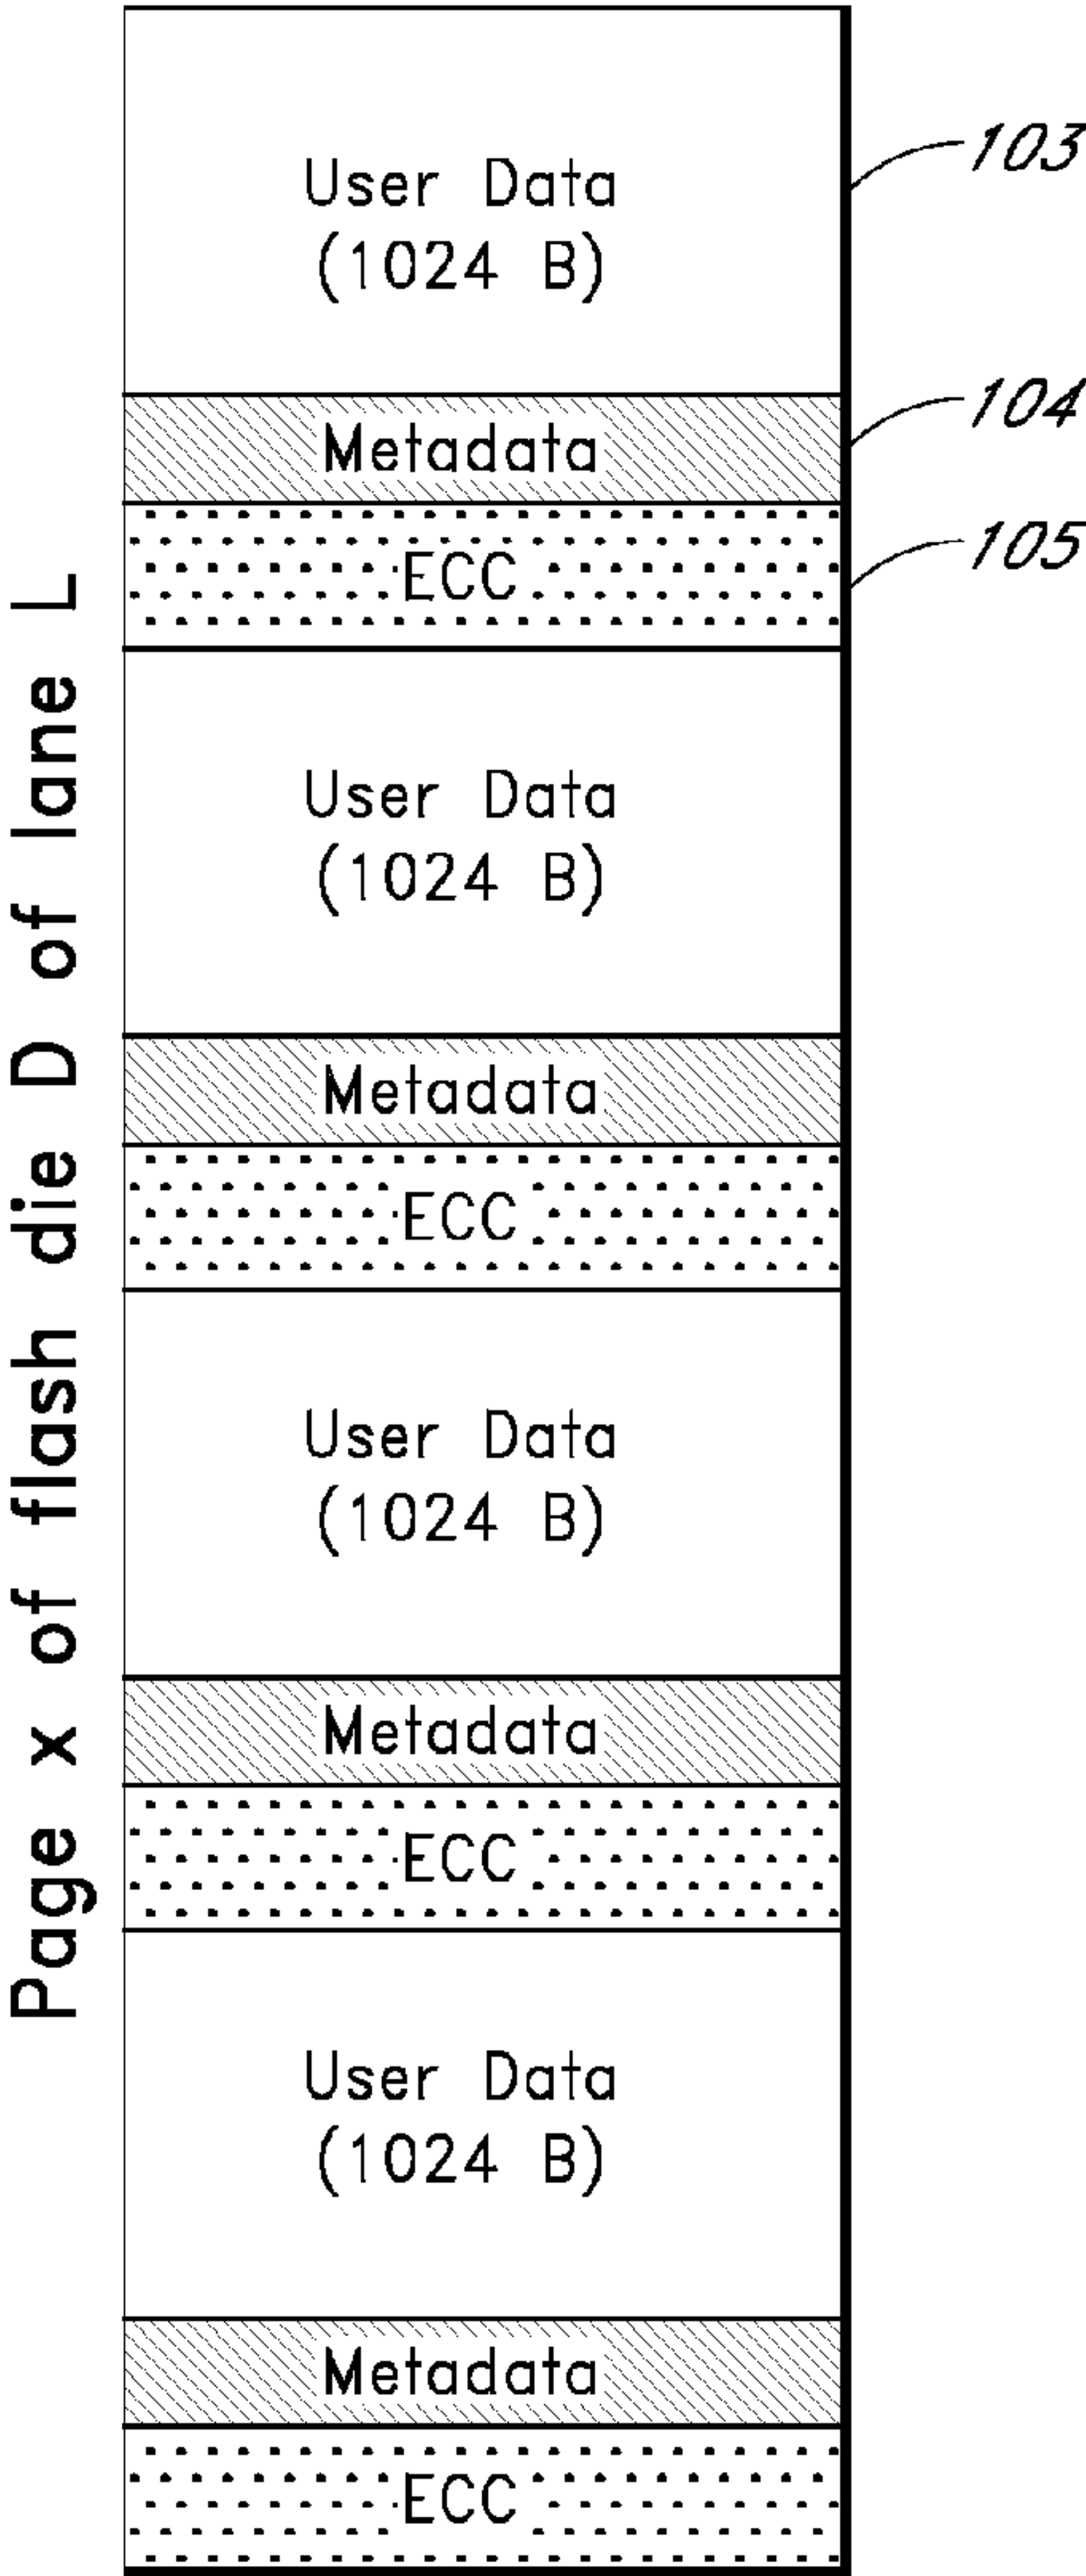 Page x of flash die D of lane L
User Data
(1024 B)
103
Metadata
104
ECC
105
User Data
(1024 B)
Metadata
ECC
User Data
(1024 B)
Metadata
ECC
User Data
(1024 B)
Metadata
ECC